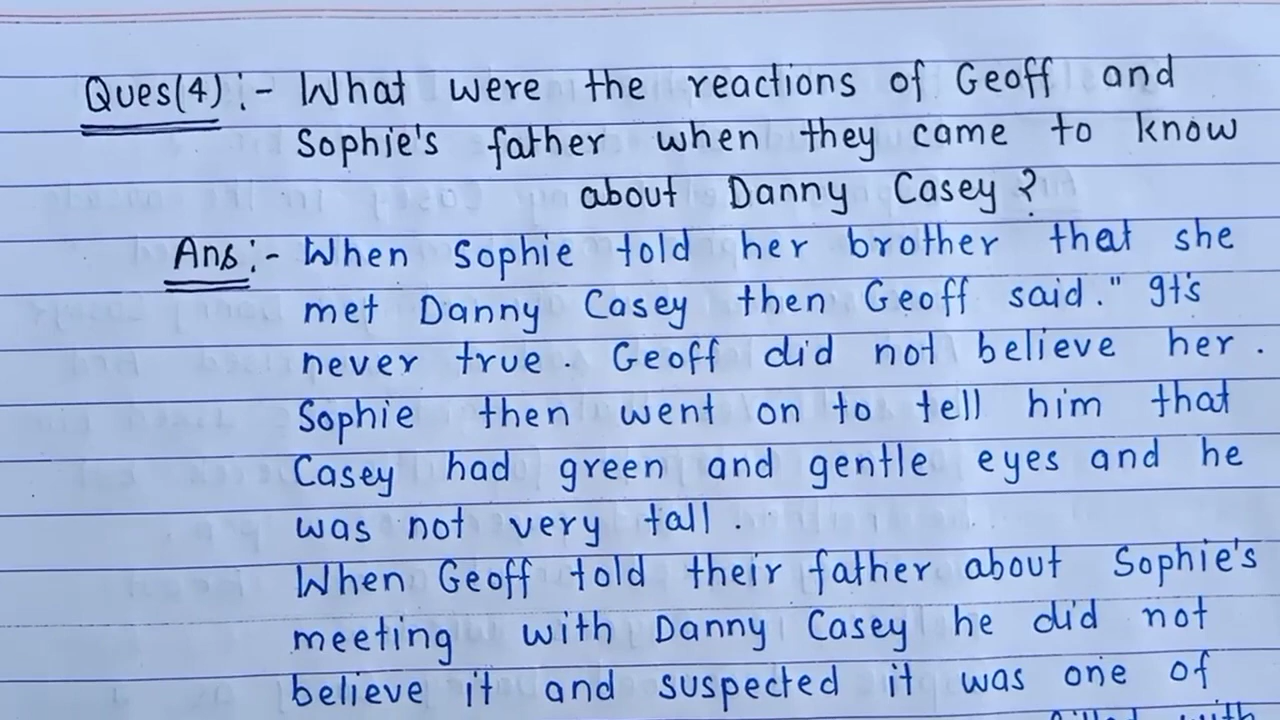 Ques(4):- What were the reactions of Geoff and
Sophie's father when they came to know
about Danny Casey?
Ans:- When Sophie told her brother that she
met Danny Casey then Geoff said." It's
never true. Geoff did not believe her.
Sophie then went on to tell him that
Casey had green and gentle eyes and he
was not very tall.
When Geoff told their father about Sophie's
meeting with Danny Casey he did not
believe it and suspected it was one of
with